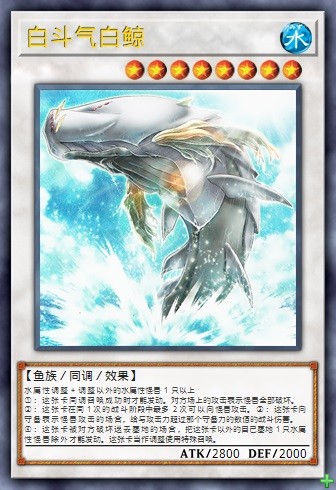 白斗气白鲸
水
【鱼族／同调／效果】
水属性调整＋调整以外的水属性怪兽１只以上
①：这张卡同调召唤成功时才能发动。对方场上的攻击表示怪兽全部破坏。
②：这张卡在同１次的战斗阶段中最多２次可以向怪兽攻击。③：这张卡向
守备表示怪兽攻击的场合，给与攻击力超过那个守备力的数值的战斗伤害。
④：这张卡被对方破坏送去墓地的场合，把这张卡以外的自己墓地１只水属
性怪兽除外才能发动。这张卡当作调整使用特殊召唤。
ATK/2800 DEF/2000